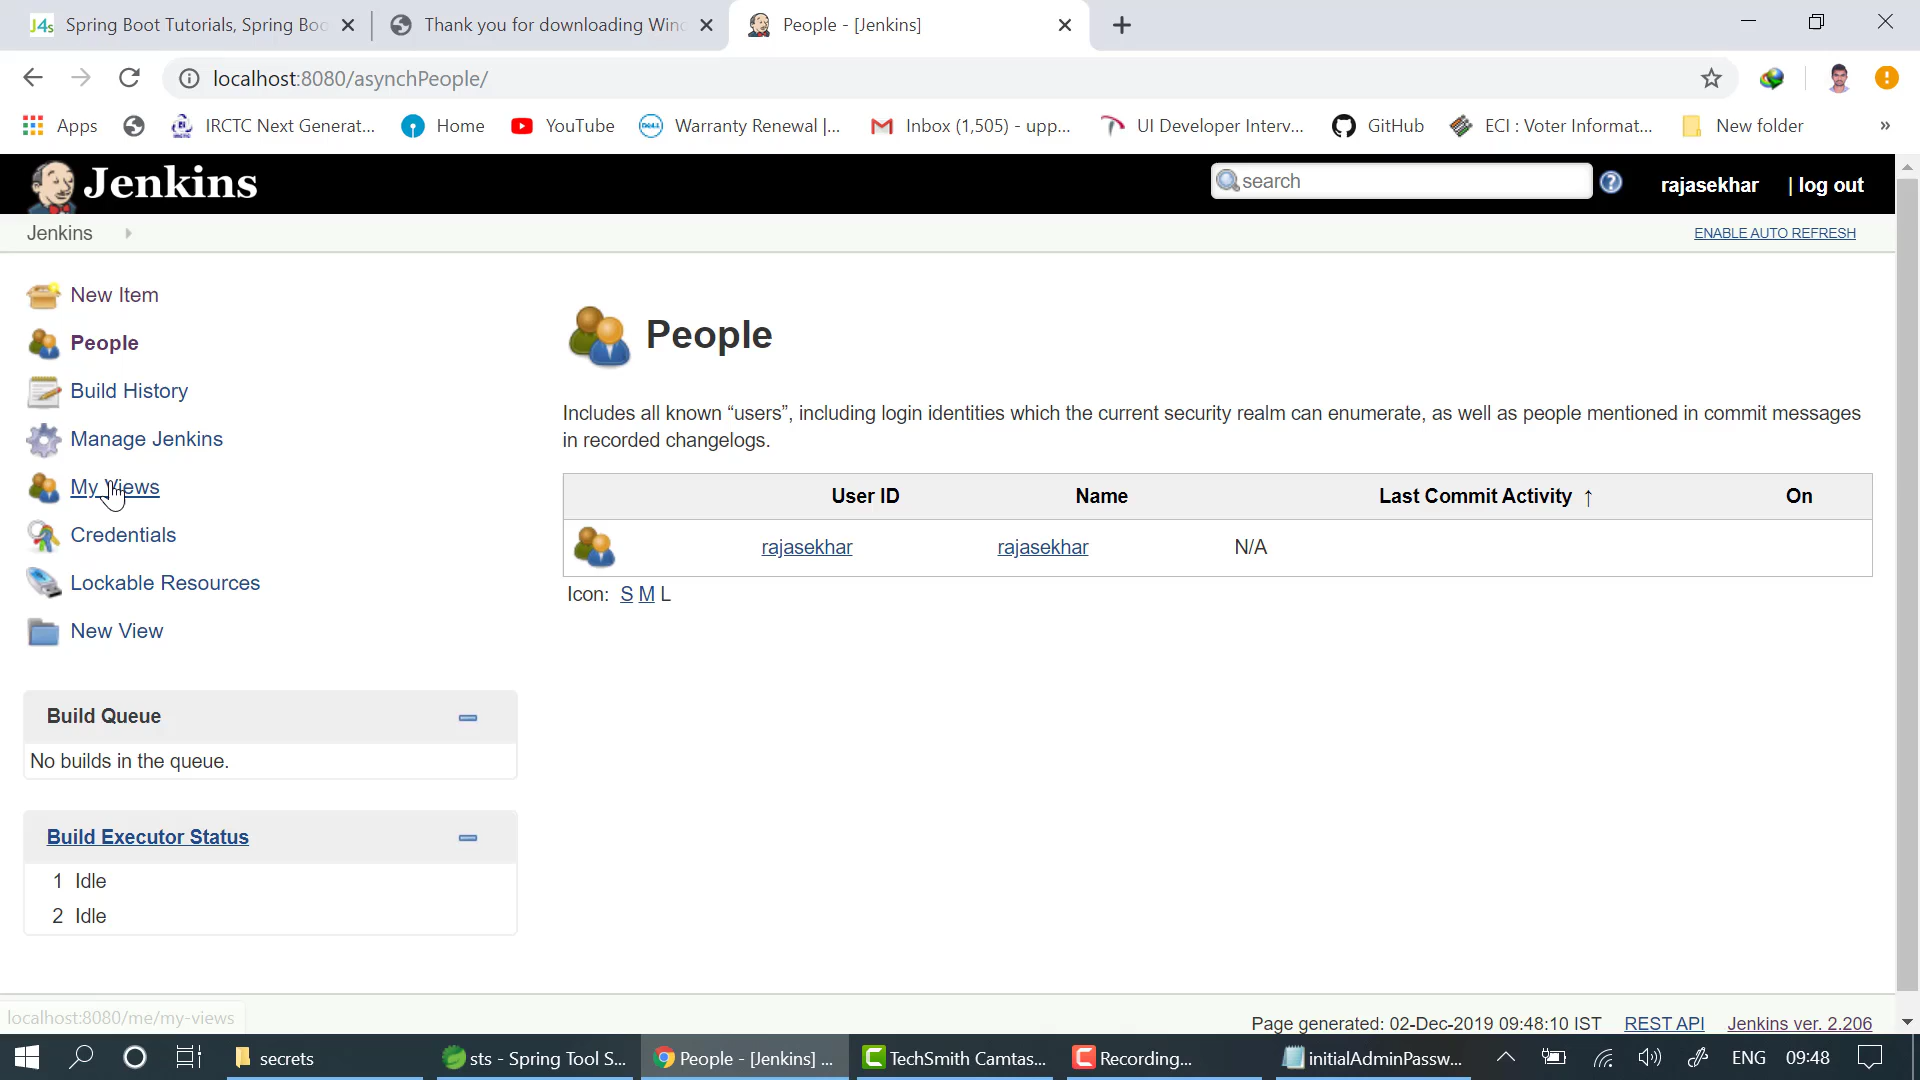 J4s Spring Boot Tutorials, Spring Boo
Thank you for downloading Winc
People - [Jenkins]
localhost:8080/asynchPeople/
Apps
IRCTC Next Generat...
Home
YouTube
Warranty Renewal |...
Inbox (1,505) - upp...
UI Developer Interv...
GitHub
ECI : Voter Informat...
New folder
»
Jenkins
search
rajasekhar
| log out
Jenkins
ENABLE AUTO REFRESH
New Item
People
Build History
Manage Jenkins
My Views
Credentials
Lockable Resources
New View
Build Queue
No builds in the queue.
Build Executor Status
1 Idle
2 Idle
People
Includes all known “users”, including login identities which the current security realm can enumerate, as well as people mentioned in commit messages
in recorded changelogs.
User ID Name Last Commit Activity ↑ On
rajasekhar rajasekhar N/A
Icon: S M L
localhost:8080/me/my-views
Page generated: 02-Dec-2019 09:48:10 IST REST API Jenkins ver. 2.206
secrets
sts - Spring Tool S...
People - [Jenkins] ...
TechSmith Camtas...
Recording...
initialAdminPassw...
ENG
09:48